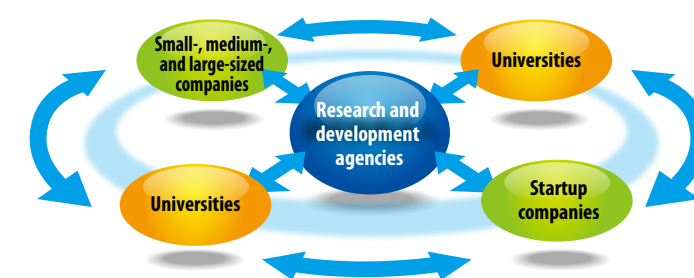 Small-, medium-,
and large-sized
companies
Universities
Research and
development
agencies
Universities
Startup
companies